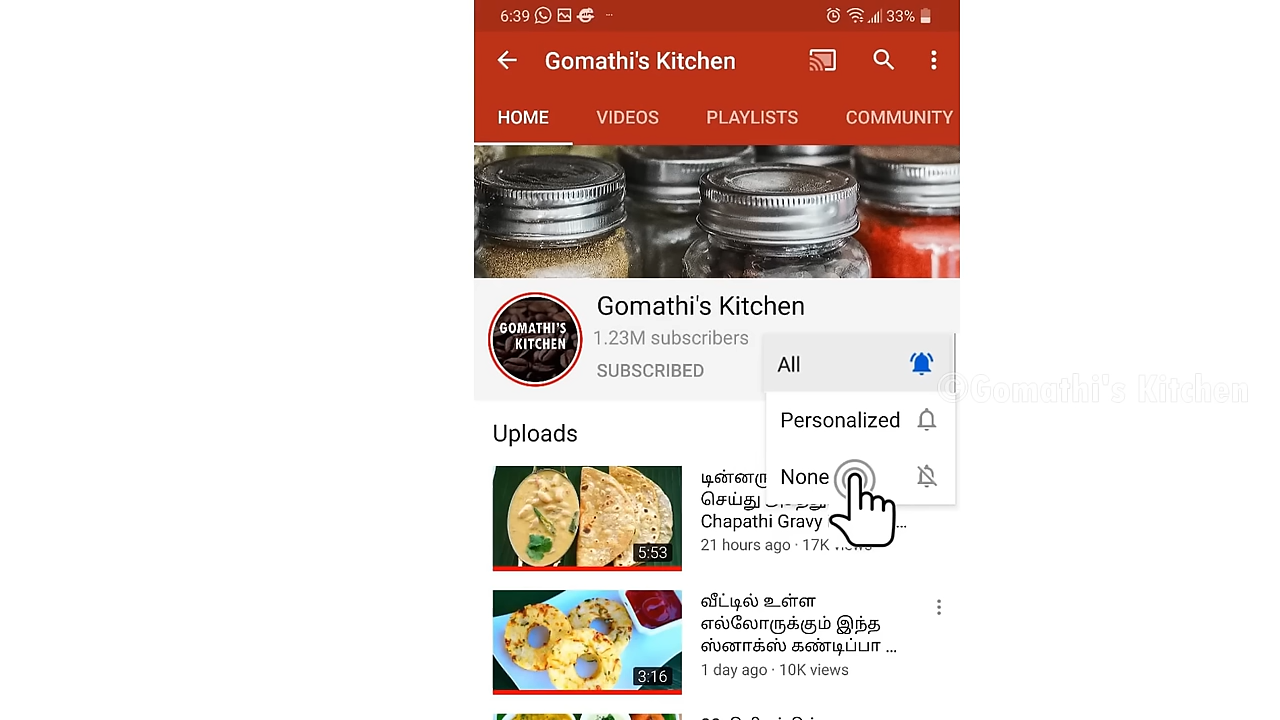 6:39
33%
Gomathi's Kitchen
HOME VIDEOS PLAYLISTS COMMUNITY
GOMATHI'S
KITCHEN
Gomathi's Kitchen
1.23M subscribers
SUBSCRIBED
All
©Gomathi's Kitchen
Personalized
None
Uploads
5:53
செய்து
Chapathi Gravy
21 hours ago · 17K views
3:16
வீட்டில் உள்ள
எல்லோருக்கும் இந்த
ஸ்னாக்ஸ் கண்டிப்பா ...
1 day ago · 10K views